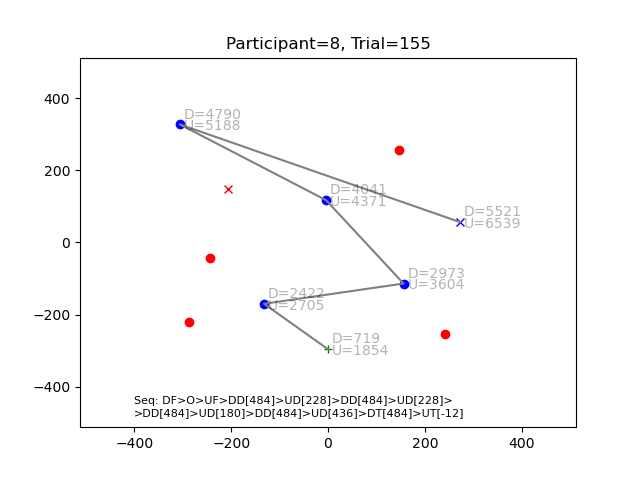 Participant=8, Trial=155
400
200
0
−200
−400
D=4790
U=5188
D=4041
U=4371
D=5521
U=6539
D=2973
U=3604
D=2422
U=2705
D=719
U=1854
Seq: DF>O>UF>DD[484]>UD[228]>DD[484]>UD[228]>
>DD[484]>UD[180]>DD[484]>UD[436]>DT[484]>UT[-12]
−400 −200 0 200 400